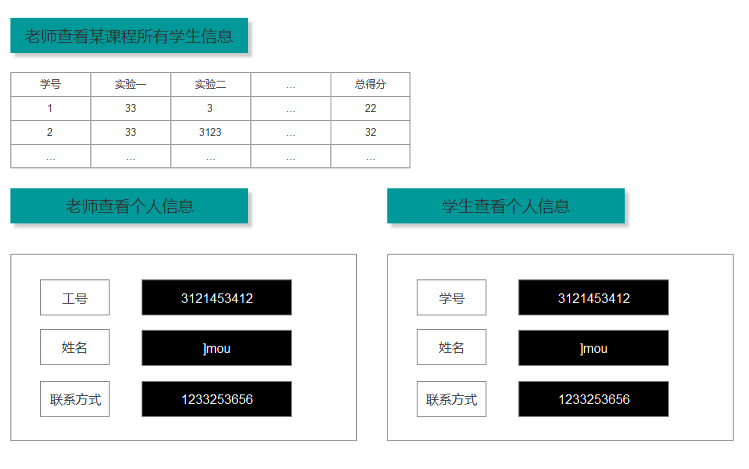 老师查看某课程所有学生信息
学号 实验一 实验二 ... 总得分
1 33 3 ... 22
2 33 3123 ... 32
... ... ... ... ...
老师查看个人信息 学生查看个人信息
工号 3121453412 学号 3121453412
姓名 ]mou 姓名 ]mou
联系方式 1233253656 联系方式 1233253656